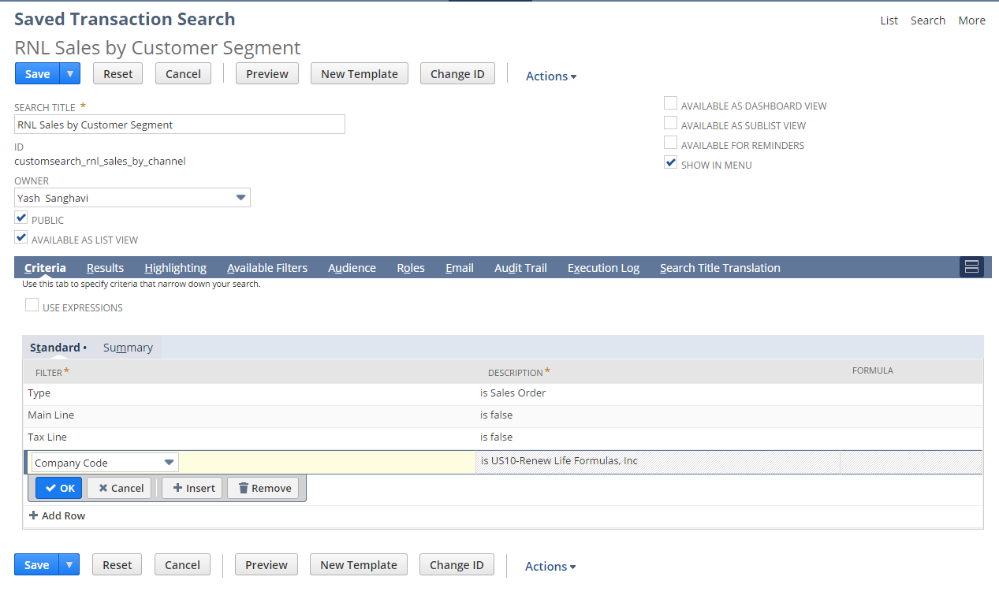 Saved Transaction Search
List Search More
RNL Sales by Customer Segment
Save Reset Cancel Preview New Template Change ID Actions
SEARCH TITLE *
RNL Sales by Customer Segment
ID
customsearch_rnl_sales_by_channel
OWNER
Yash Sanghavi
PUBLIC
AVAILABLE AS LIST VIEW
AVAILABLE AS DASHBOARD VIEW
AVAILABLE AS SUBLIST VIEW
AVAILABLE FOR REMINDERS
SHOW IN MENU
Criteria Results Highlighting Available Filters Audience Roles Email Audit Trail Execution Log Search Title Translation
Use this tab to specify criteria that narrow down your search.
USE EXPRESSIONS
Standard • Summary
FILTER * DESCRIPTION * FORMULA
Type is Sales Order
Main Line is false
Tax Line is false
Company Code is US10-Renew Life Formulas, Inc
OK Cancel Insert Remove
Add Row
Save Reset Cancel Preview New Template Change ID Actions